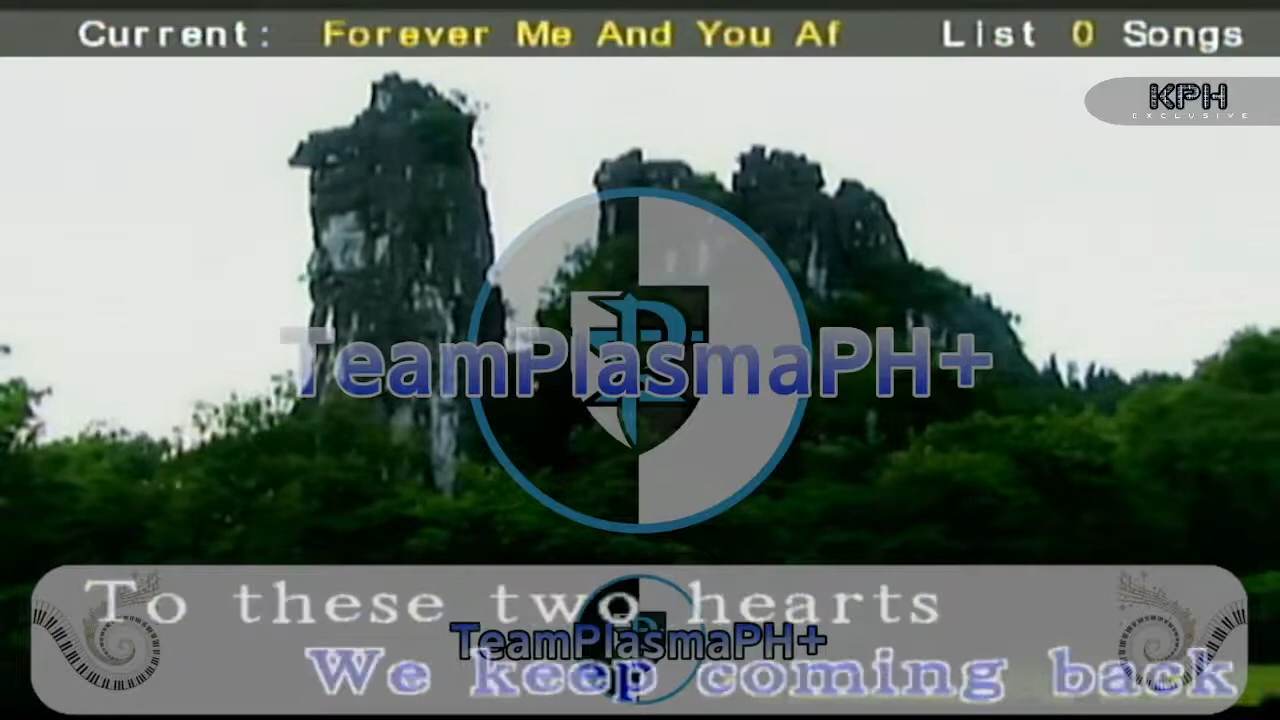 Current: Forever Me And You Af List 0 Songs
KPH
EXCLUSIVE
TeamPlasmaPH+
To these two hearts
TeamPlasmaPH+
We keep coming back